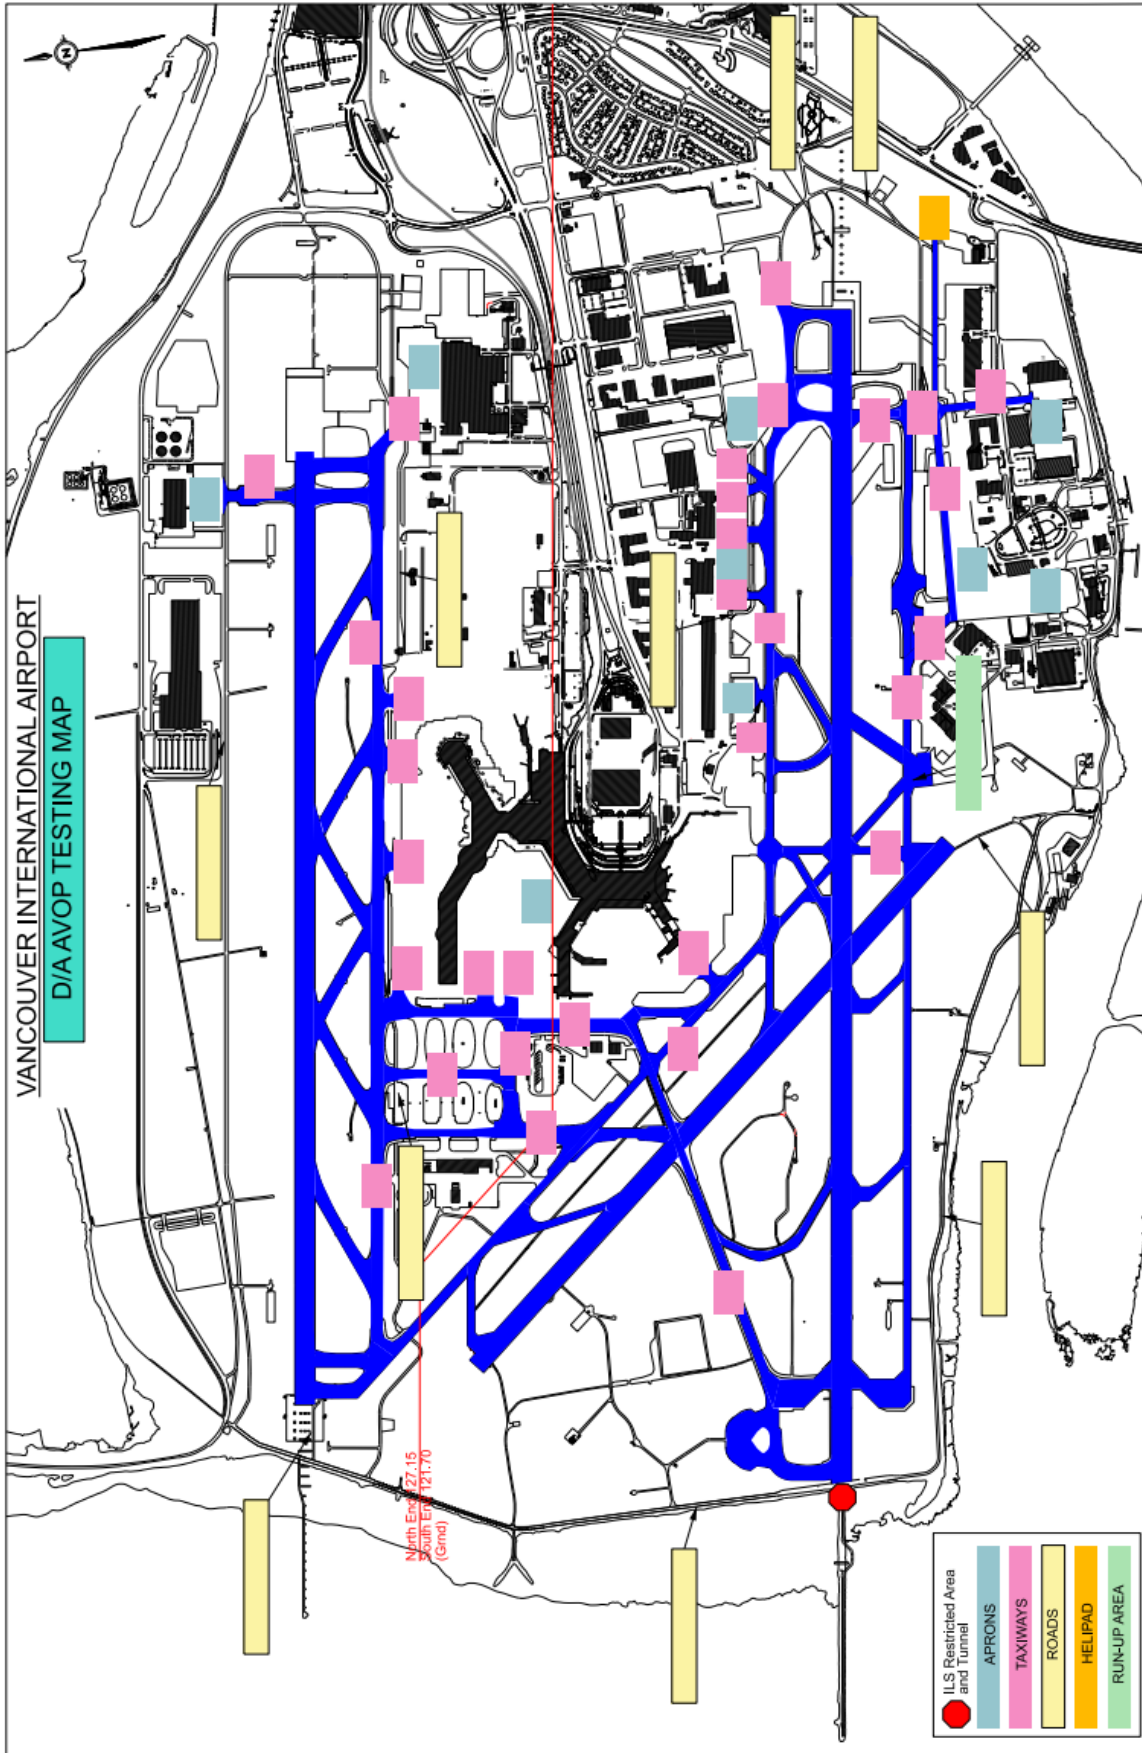 VANCOUVER INTERNATIONAL AIRPORT
D/A AVOP TESTING MAP
N
North End 127.15
South End 121.70
(Grnd)
ILS Restricted Area
and Tunnel
APRONS
TAXIWAYS
ROADS
HELIPAD
RUN-UP AREA